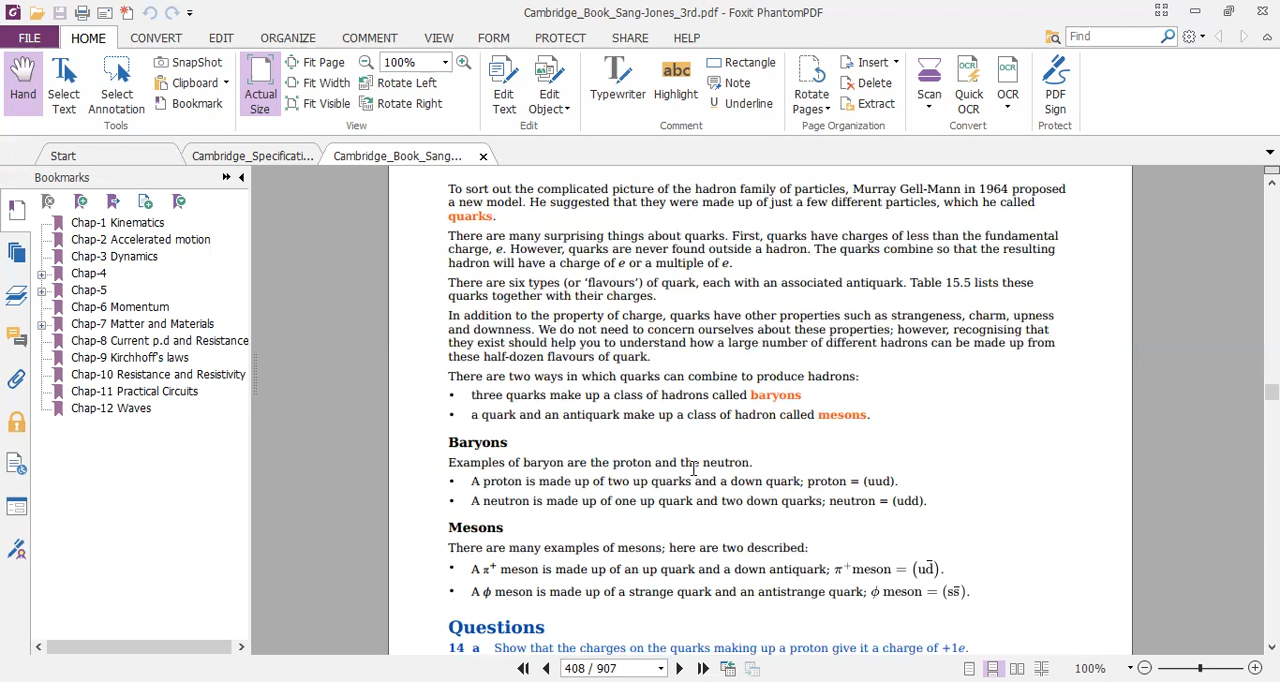 Cambridge_Book_Sang-Jones_3rd.pdf - Foxit PhantomPDF
FILE HOME CONVERT EDIT ORGANIZE COMMENT VIEW FORM PROTECT SHARE HELP
Find
Hand
Select Text
Select Annotation
SnapShot
Clipboard
Bookmark
Tools
Actual Size
Fit Page
Fit Width
Fit Visible
100%
Rotate Left
Rotate Right
View
Edit Text
Edit Object
Edit
Typewriter
Highlight
abc
Rectangle
Note
Underline
Comment
Rotate Pages
Insert
Delete
Extract
Page Organization
Scan
Quick OCR
OCR
Convert
PDF Sign
Protect
Start
Cambridge_Specificati...
Cambridge_Book_Sang...
Bookmarks
Chap-1 Kinematics
Chap-2 Accelerated motion
Chap-3 Dynamics
Chap-4
Chap-5
Chap-6 Momentum
Chap-7 Matter and Materials
Chap-8 Current p.d and Resistance
Chap-9 Kirchhoff's laws
Chap-10 Resistance and Resistivity
Chap-11 Practical Circuits
Chap-12 Waves
To sort out the complicated picture of the hadron family of particles, Murray Gell-Mann in 1964 proposed
a new model. He suggested that they were made up of just a few different particles, which he called
quarks.
There are many surprising things about quarks. First, quarks have charges of less than the fundamental
charge, e. However, quarks are never found outside a hadron. The quarks combine so that the resulting
hadron will have a charge of e or a multiple of e.
There are six types (or ‘flavours’) of quark, each with an associated antiquark. Table 15.5 lists these
quarks together with their charges.
In addition to the property of charge, quarks have other properties such as strangeness, charm, upness
and downness. We do not need to concern ourselves about these properties; however, recognising that
they exist should help you to understand how a large number of different hadrons can be made up from
these half-dozen flavours of quark.
There are two ways in which quarks can combine to produce hadrons:
• three quarks make up a class of hadrons called baryons
• a quark and an antiquark make up a class of hadron called mesons.
Baryons
Examples of baryon are the proton and the neutron.
• A proton is made up of two up quarks and a down quark; proton = (uud).
• A neutron is made up of one up quark and two down quarks; neutron = (udd).
Mesons
There are many examples of mesons; here are two described:
• A π⁺ meson is made up of an up quark and a down antiquark; π⁺meson = (ud̄).
• A ϕ meson is made up of a strange quark and an antistrange quark; ϕ meson = (ss̄).
Questions
14 a Show that the charges on the quarks making up a proton give it a charge of +1e.
408 / 907
100%